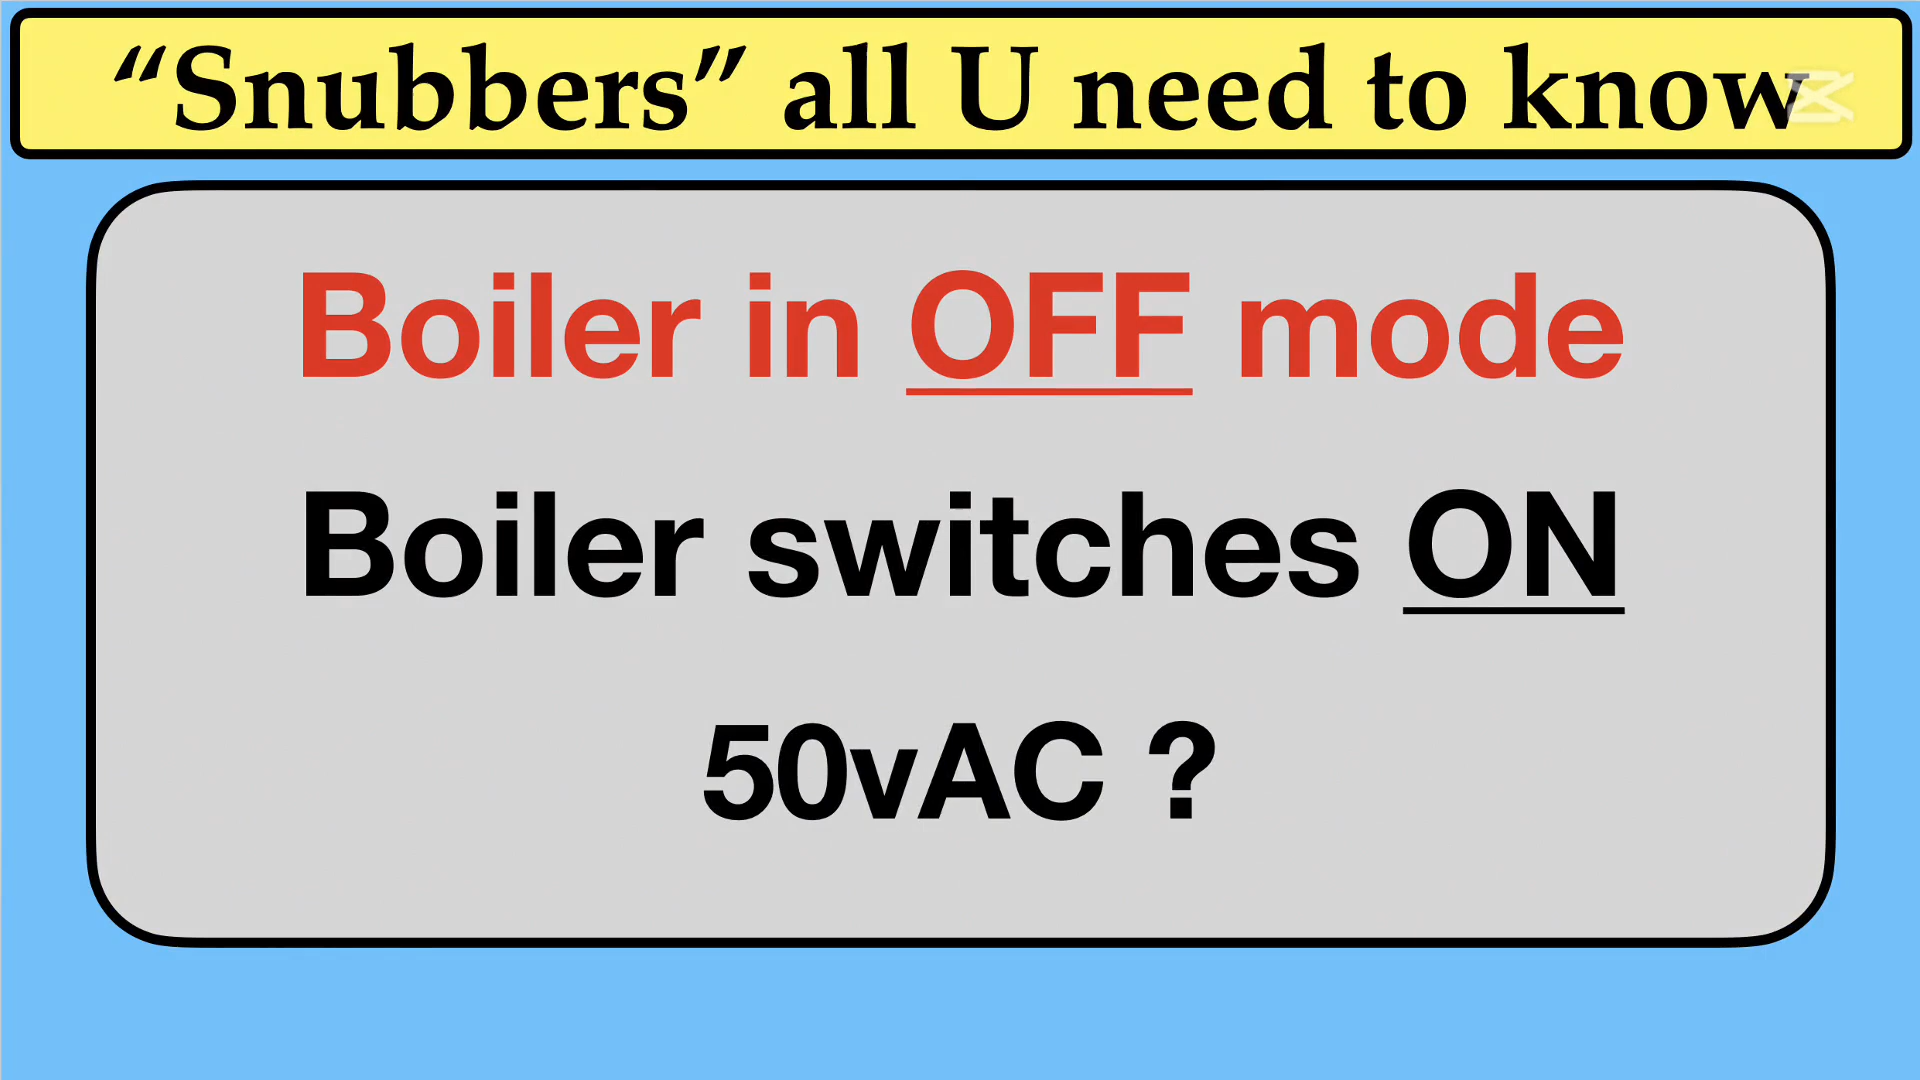 “Snubbers” all U need to know
Boiler in OFF mode
Boiler switches ON
50vAC ?